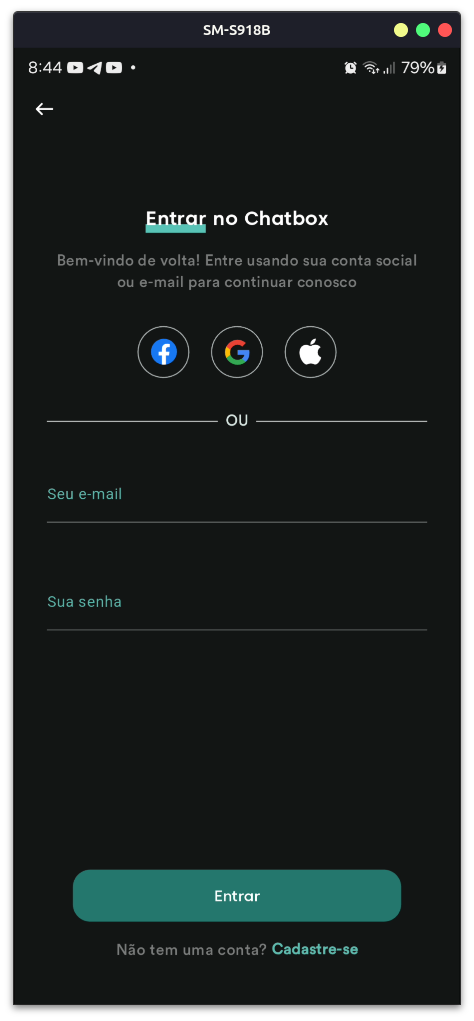 SM-S918B
8:44 79%
Entrar no Chatbox
Bem-vindo de volta! Entre usando sua conta social
ou e-mail para continuar conosco
OU
Seu e-mail
Sua senha
Entrar
Não tem uma conta? Cadastre-se